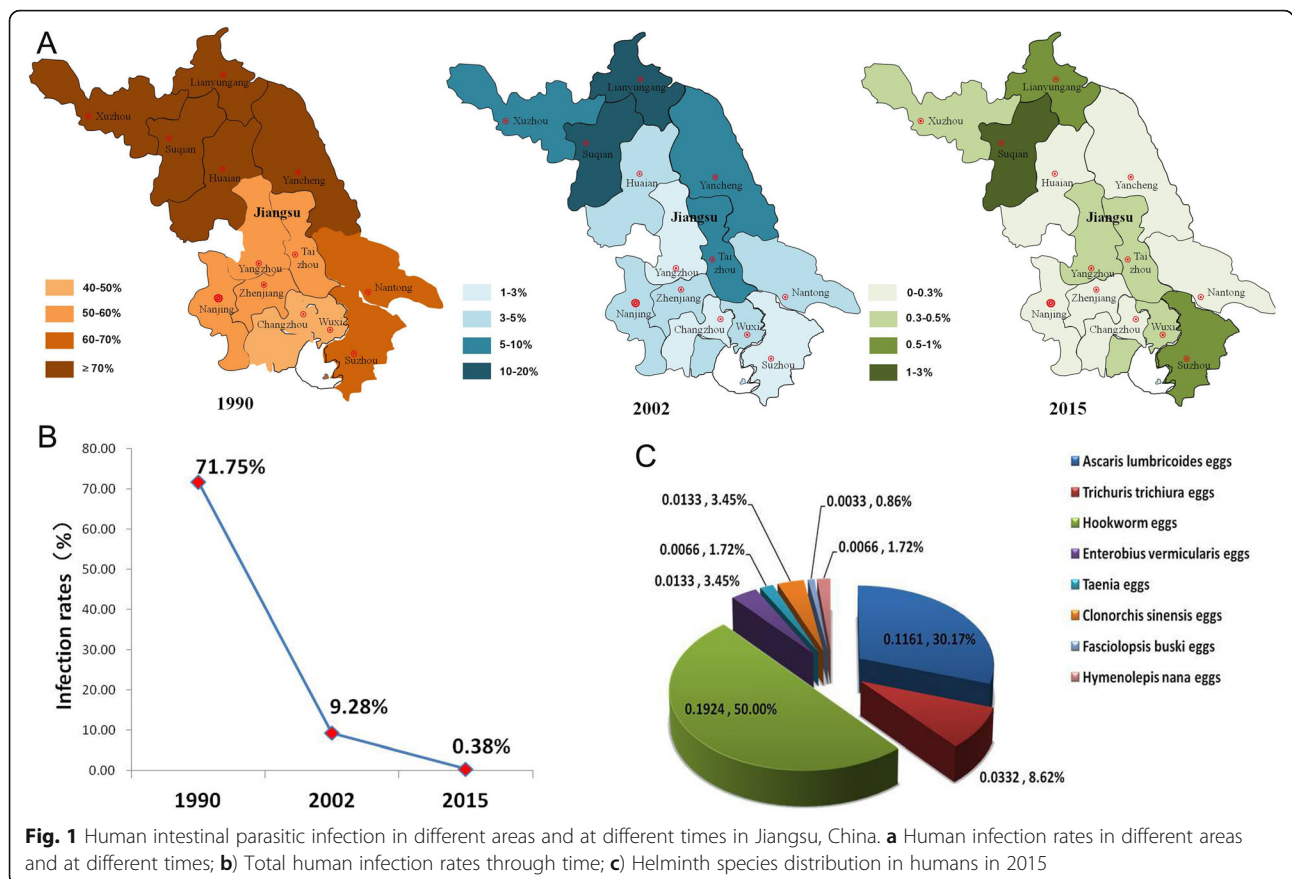 A
Lianyungang
Xuzhou
Suqian
Huaian
Yancheng
Jiangsu
Tai
zhou
Yangzhou
Zhenjiang
Nantong
Nanjing
Changzhou
Wuxi
Suzhou
40-50%
50-60%
60-70%
≥ 70%
1990
Lianyungang
Xuzhou
Suqian
Huaian
Yancheng
Jiangsu
Tai
zhou
Yangzhou
Zhenjiang
Nantong
Nanjing
Changzhou
Wuxi
Suzhou
1-3%
3-5%
5-10%
10-20%
2002
Lianyungang
Xuzhou
Suqian
Huaian
Yancheng
Jiangsu
Tai
zhou
Yangzhou
Zhenjiang
Nantong
Nanjing
Changzhou
Wuxi
Suzhou
0-0.3%
0.3-0.5%
0.5-1%
1-3%
2015
B
Infection rates (%)
80.00
70.00
60.00
50.00
40.00
30.00
20.00
10.00
0.00
71.75%
9.28%
0.38%
1990
2002
2015
C
0.0133 , 3.45%
0.0033 , 0.86%
0.0066 , 1.72%
0.0066 , 1.72%
0.0133 , 3.45%
0.1161 , 30.17%
0.1924 , 50.00%
0.0332 , 8.62%
Ascaris lumbricoides eggs
Trichuris trichiura eggs
Hookworm eggs
Enterobius vermicularis eggs
Taenia eggs
Clonorchis sinensis eggs
Fasciolopsis buski eggs
Hymenolepis nana eggs
Fig. 1 Human intestinal parasitic infection in different areas and at different times in Jiangsu, China. a Human infection rates in different areas
and at different times; b) Total human infection rates through time; c) Helminth species distribution in humans in 2015